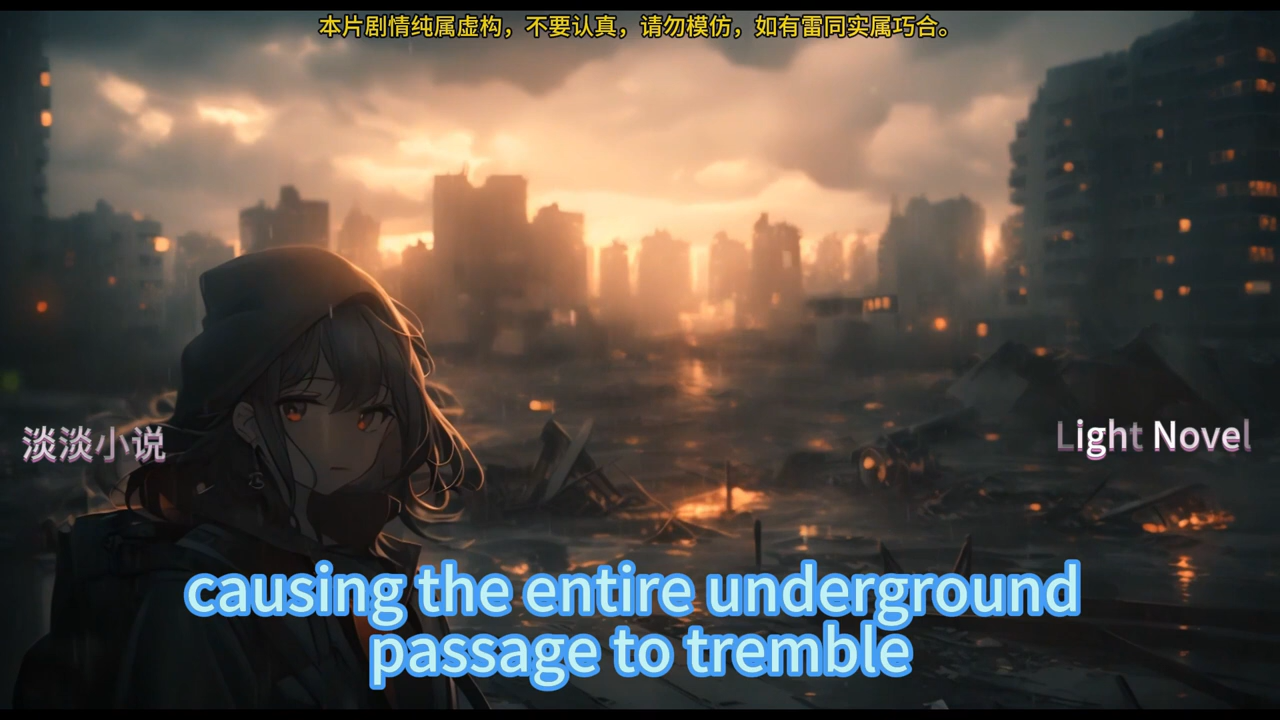 本片剧情纯属虚构，不要认真，请勿模仿，如有雷同实属巧合。
淡淡小说
Light Novel
causing the entire underground
passage to tremble